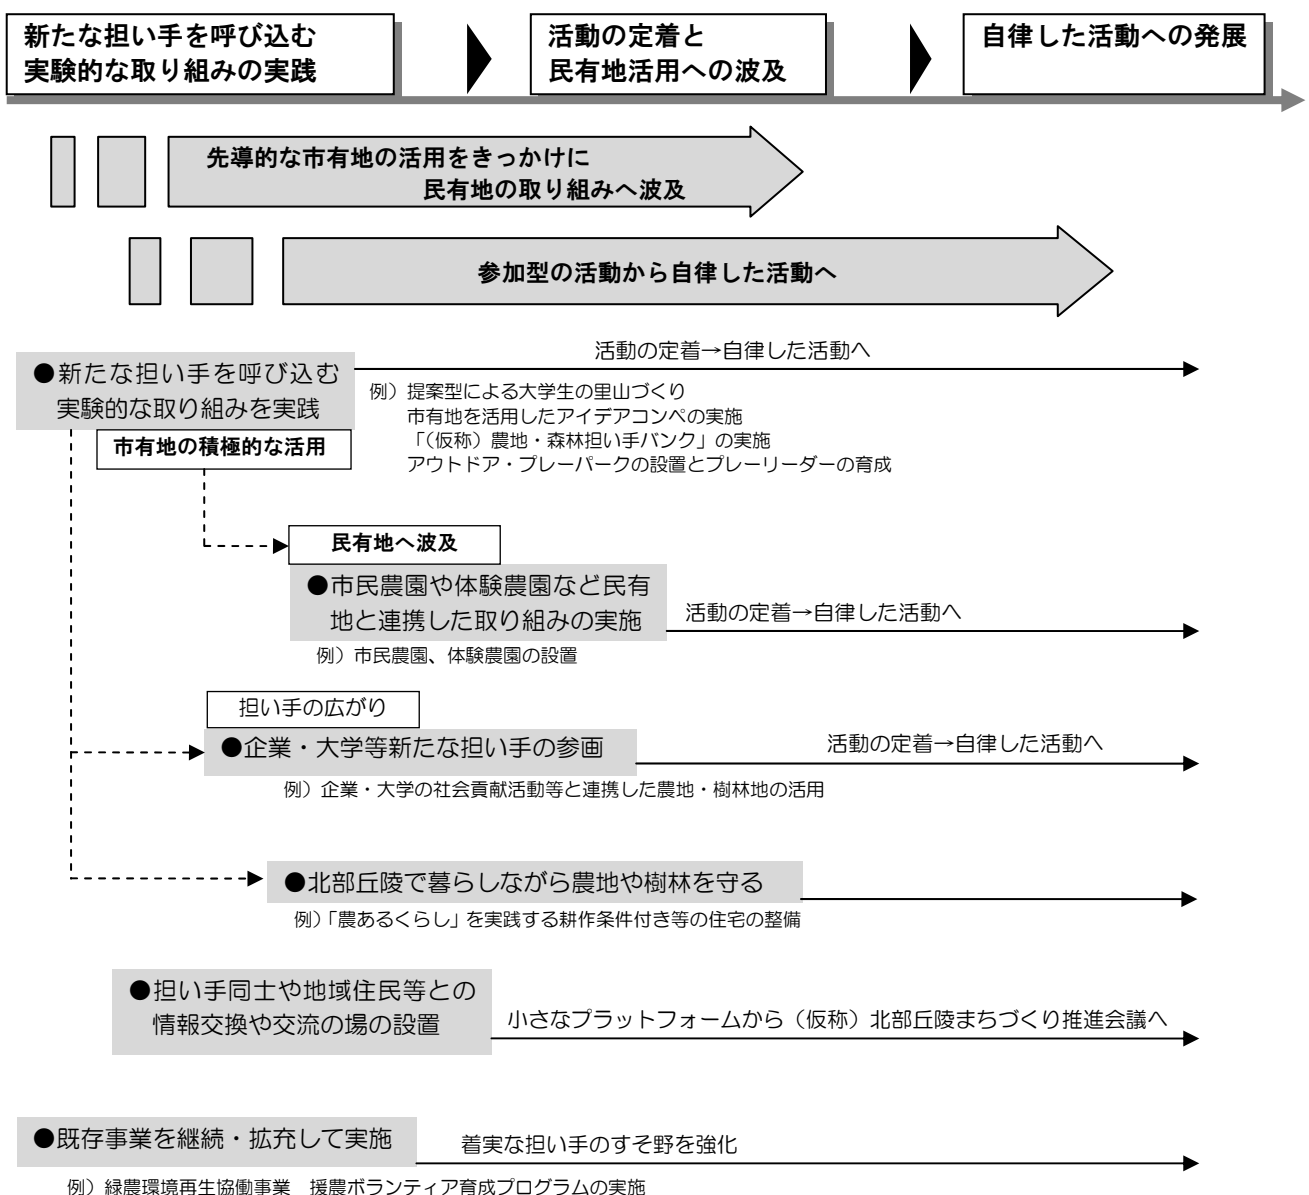 新たな担い手を呼び込む
実験的な取り組みの実践
活動の定着と
民有地活用への波及
自律した活動への発展
先導的な市有地の活用をきっかけに
民有地の取り組みへ波及
参加型の活動から自律した活動へ
●新たな担い手を呼び込む
実験的な取り組みを実践
活動の定着→自律した活動へ
例）提案型による大学生の里山づくり
市有地を活用したアイデアコンペの実施
「（仮称）農地・森林担い手バンク」の実施
アウトドア・プレーパークの設置とプレーリーダーの育成
市有地の積極的な活用
民有地へ波及
●市民農園や体験農園など民有
地と連携した取り組みの実施
活動の定着→自律した活動へ
例）市民農園、体験農園の設置
担い手の広がり
●企業・大学等新たな担い手の参画
活動の定着→自律した活動へ
例）企業・大学の社会貢献活動等と連携した農地・樹林地の活用
●北部丘陵で暮らしながら農地や樹林を守る
例）「農あるくらし」を実践する耕作条件付き等の住宅の整備
●担い手同士や地域住民等との
情報交換や交流の場の設置
小さなプラットフォームから（仮称）北部丘陵まちづくり推進会議へ
●既存事業を継続・拡充して実施
着実な担い手のすそ野を強化
例）緑農環境再生協働事業　援農ボランティア育成プログラムの実施